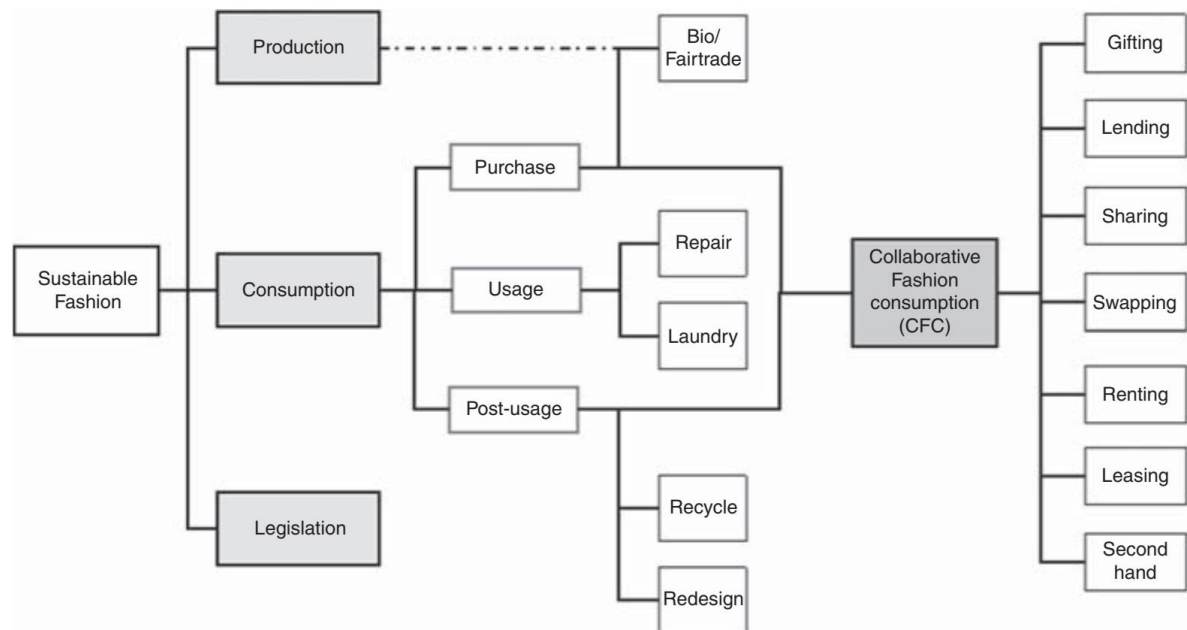 Sustainable
Fashion
Production
Consumption
Legislation
Purchase
Usage
Post-usage
Bio/
Fairtrade
Repair
Laundry
Recycle
Redesign
Collaborative
Fashion
consumption
(CFC)
Gifting
Lending
Sharing
Swapping
Renting
Leasing
Second
hand